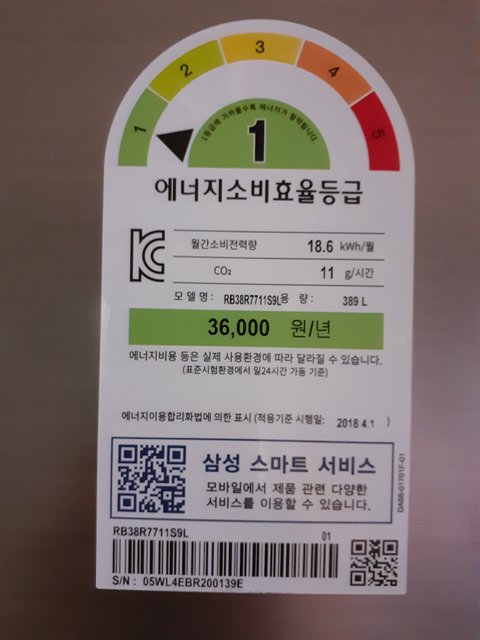 1 2 3 4 5
1등급에 가까울수록 에너지가 절약됩니다.
1
에너지소비효율등급
월간소비전력량 18.6 kWh/월
CO₂ 11 g/시간
모델명: RB38R7711S9L 용 량: 389 L
36,000 원/년
에너지비용 등은 실제 사용환경에 따라 달라질 수 있습니다.
(표준시험환경에서 일24시간 가동 기준)
에너지이용합리화법에 의한 표시 (적용기준 시행일: 2018 4.1 )
삼성 스마트 서비스
모바일에서 제품 관련 다양한
서비스를 이용할 수 있습니다.
DA68-01701F-01
RB38R7711S9L 01
S/N : 05WL4EBR200139E